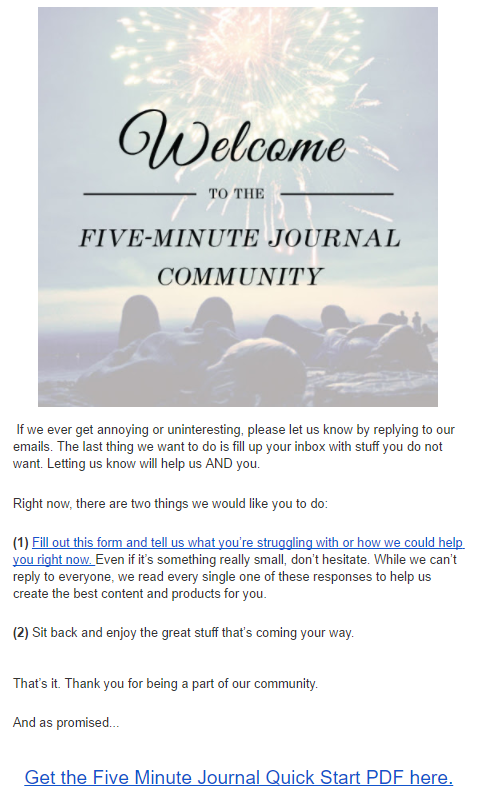 Welcome
TO THE
FIVE-MINUTE JOURNAL
COMMUNITY
If we ever get annoying or uninteresting, please let us know by replying to our
emails. The last thing we want to do is fill up your inbox with stuff you do not
want. Letting us know will help us AND you.
Right now, there are two things we would like you to do:
(1) Fill out this form and tell us what you're struggling with or how we could help
you right now. Even if it's something really small, don't hesitate. While we can't
reply to everyone, we read every single one of these responses to help us
create the best content and products for you.
(2) Sit back and enjoy the great stuff that's coming your way.
That's it. Thank you for being a part of our community.
And as promised...
Get the Five Minute Journal Quick Start PDF here.